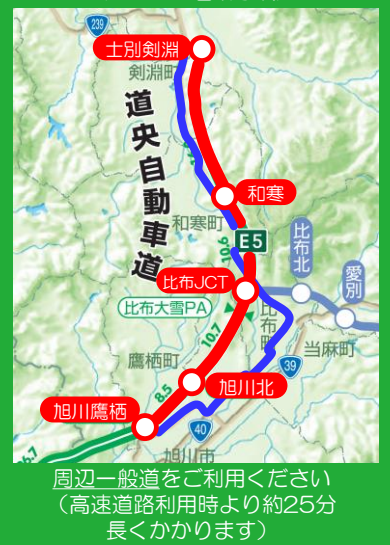 239
士別剣淵
剣淵町
道央自動車道
和寒
和寒町
E5
10.6
比布北
比布JCT
愛別
比布大雪PA
比布町
10.7
当麻町
鷹栖町
39
旭川北
8.5
旭川鷹栖
40
旭川市
周辺一般道をご利用ください
（高速道路利用時より約25分
長くかかります）